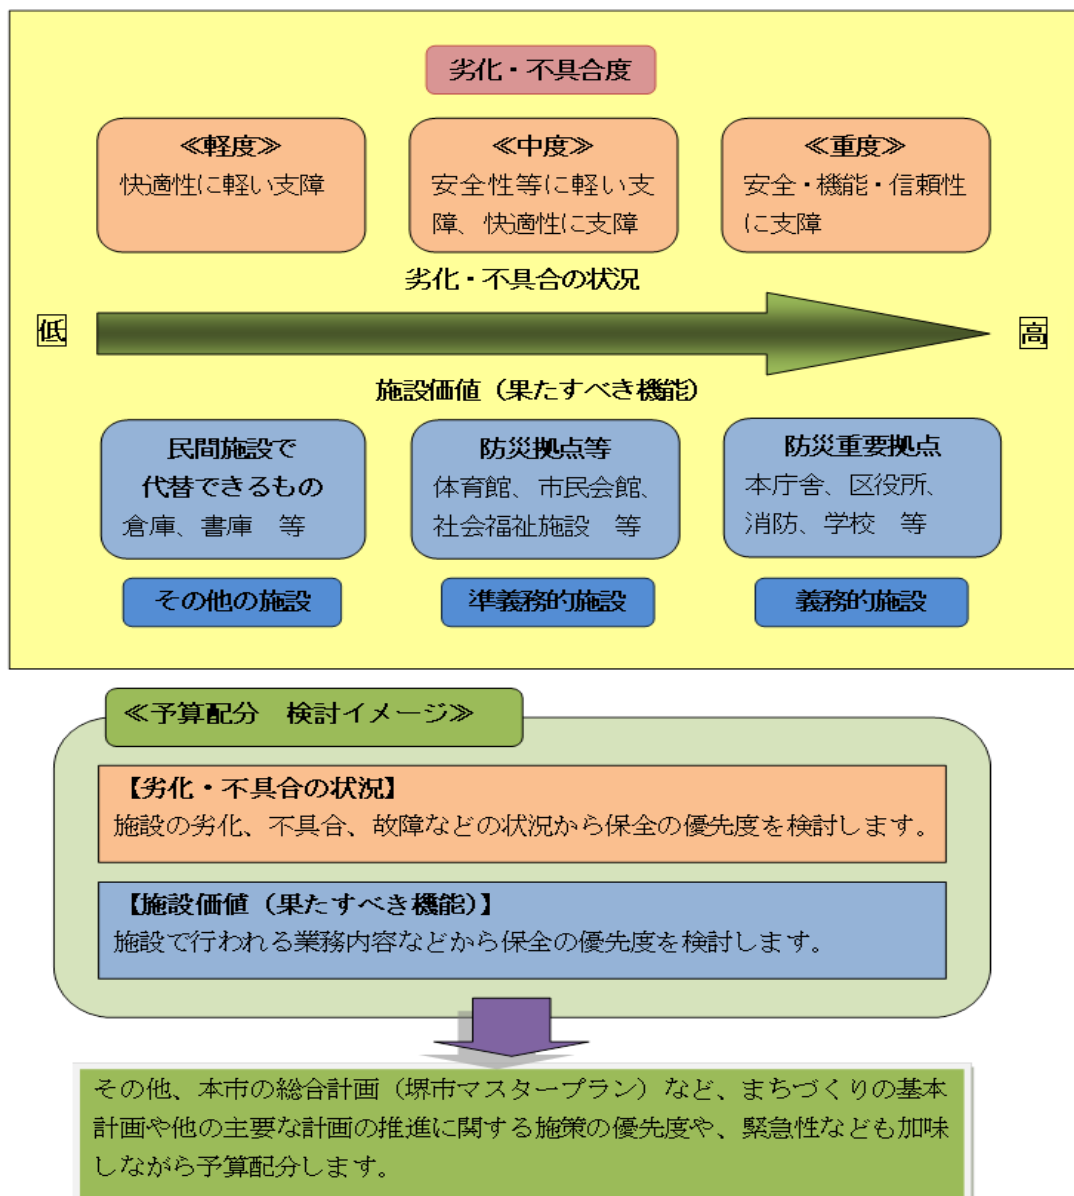 劣化・不具合度
≪軽度≫
快適性に軽い支障
≪中度≫
安全性等に軽い支
障、快適性に支障
≪重度≫
安全・機能・信頼性
に支障
劣化・不具合の状況
低
高
施設価値（果たすべき機能）
民間施設で
代替できるもの
倉庫、書庫　等
防災拠点等
体育館、市民会館、
社会福祉施設　等
防災重要拠点
本庁舎、区役所、
消防、学校　等
その他の施設
準義務的施設
義務的施設
≪予算配分　検討イメージ≫
【劣化・不具合の状況】
施設の劣化、不具合、故障などの状況から保全の優先度を検討します。
【施設価値（果たすべき機能）】
施設で行われる業務内容などから保全の優先度を検討します。
その他、本市の総合計画（堺市マスタープラン）など、まちづくりの基本
計画や他の主要な計画の推進に関する施策の優先度や、緊急性なども加味
しながら予算配分します。